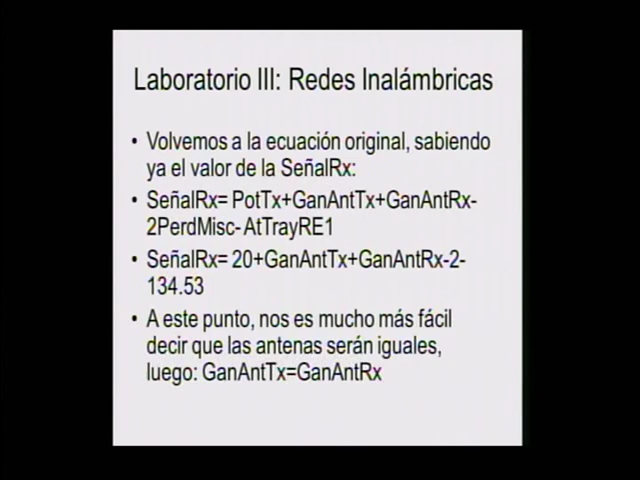 Laboratorio III: Redes Inalámbricas
• Volvemos a la ecuación original, sabiendo
ya el valor de la SeñalRx:
• SeñalRx= PotTx+GanAntTx+GanAntRx-
2PerdMisc- AtTrayRE1
• SeñalRx= 20+GanAntTx+GanAntRx-2-
134.53
• A este punto, nos es mucho más fácil
decir que las antenas serán iguales,
luego: GanAntTx=GanAntRx